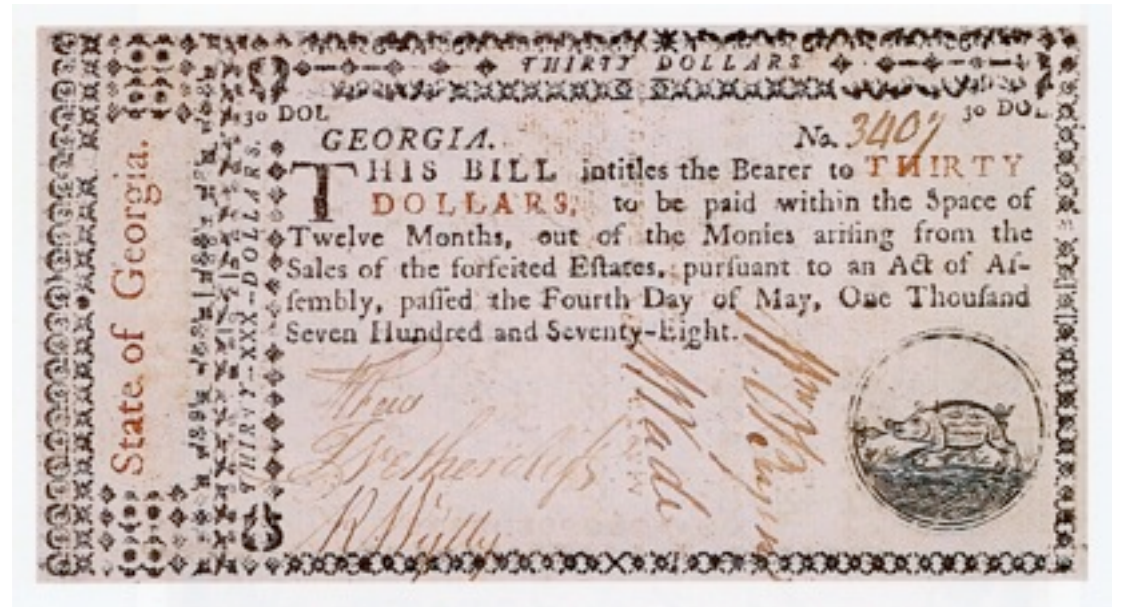 THIRTY DOLLARS
30 DOL
30 DOL.
GEORGIA. No. 3407
THIS BILL intitles the Bearer to THIRTY
DOLLARS, to be paid within the Space of
Twelve Months, out of the Monies ariſing from the
Sales of the forfeited Eſtates, purſuant to an Act of Aſ-
ſembly, paſſed the Fourth Day of May, One Thouſand
Seven Hundred and Seventy-Eight.
State of Georgia.
THIRTY-XXX-DOLLARS.
Wade